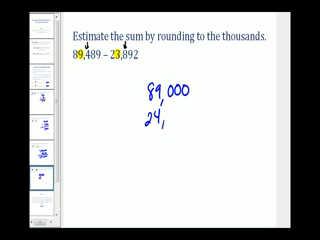 Estimate the sum by rounding to the thousands.
89,489 – 23,892
89,000
24,